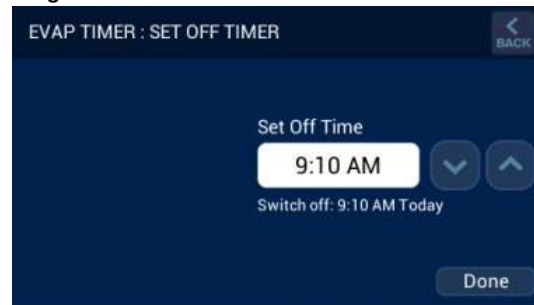 EVAP TIMER : SET OFF TIMER
BACK
Set Off Time
9:10 AM
Switch off: 9:10 AM Today
Done